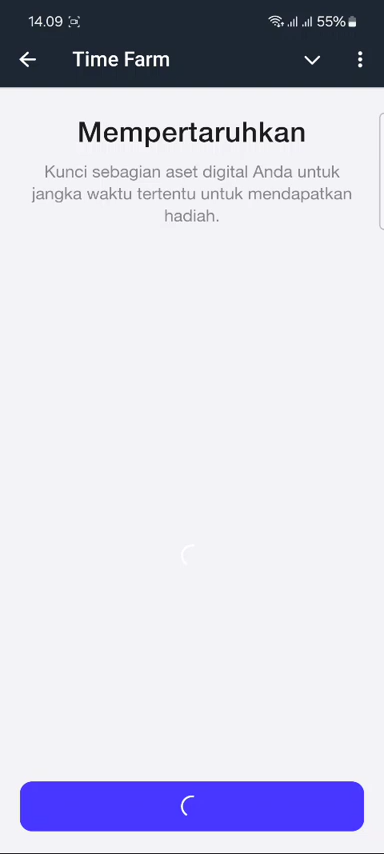 14.09
55%
Time Farm
Mempertaruhkan
Kunci sebagian aset digital Anda untuk
jangka waktu tertentu untuk mendapatkan
hadiah.